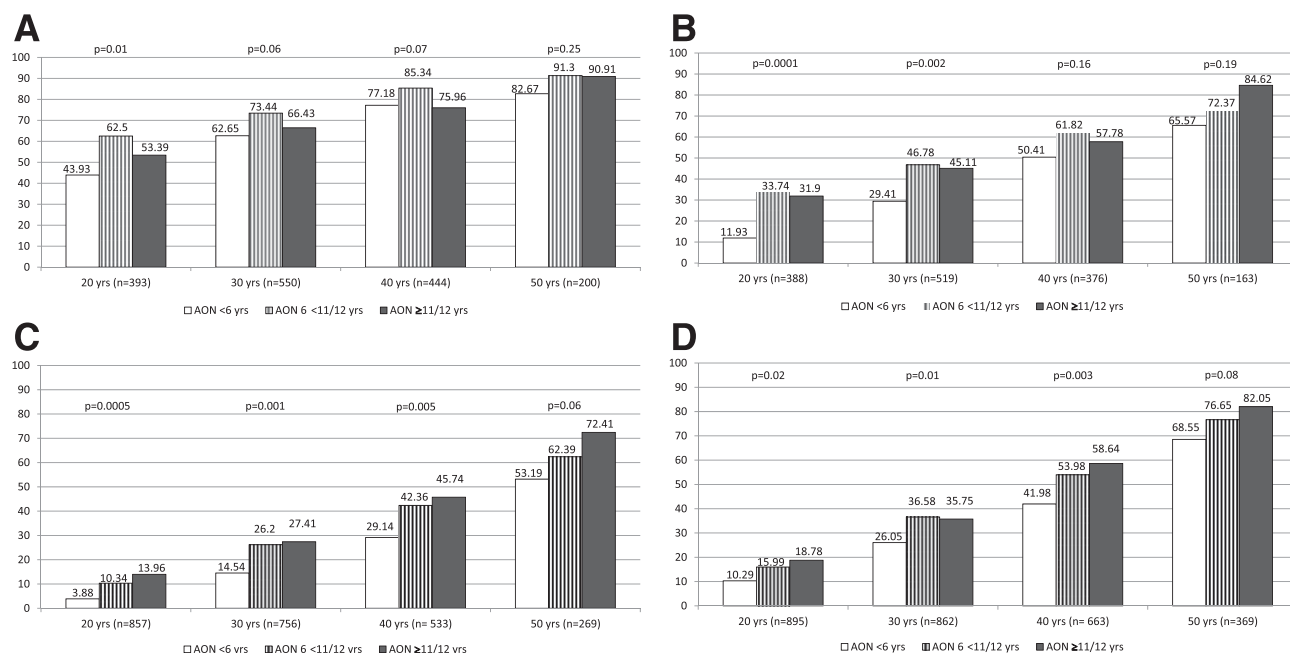 A
p=0.01 p=0.06 p=0.07 p=0.25
100
90
80
70
60
50
40
30
20
10
0
43.93 62.5 53.39
62.65 73.44 66.43
77.18 85.34 75.96
82.67 91.3 90.91
20 yrs (n=393) 30 yrs (n=550) 40 yrs (n=444) 50 yrs (n=200)
AON <6 yrs AON 6 <11/12 yrs AON ≥11/12 yrs
B
p=0.0001 p=0.002 p=0.16 p=0.19
100
90
80
70
60
50
40
30
20
10
0
11.93 33.74 31.9
29.41 46.78 45.11
50.41 61.82 57.78
65.57 72.37 84.62
20 yrs (n=388) 30 yrs (n=519) 40 yrs (n=376) 50 yrs (n=163)
AON <6 yrs AON 6 <11/12 yrs AON ≥11/12 yrs
C
p=0.0005 p=0.001 p=0.005 p=0.06
100
90
80
70
60
50
40
30
20
10
0
3.88 10.34 13.96
14.54 26.2 27.41
29.14 42.36 45.74
53.19 62.39 72.41
20 yrs (n=857) 30 yrs (n=756) 40 yrs (n= 533) 50 yrs (n=269)
AON <6 yrs AON 6 <11/12 yrs AON ≥11/12 yrs
D
p=0.02 p=0.01 p=0.003 p=0.08
100
90
80
70
60
50
40
30
20
10
0
10.29 15.99 18.78
26.05 36.58 35.75
41.98 53.98 58.64
68.55 76.65 82.05
20 yrs (n=895) 30 yrs (n=862) 40 yrs (n= 663) 50 yrs (n=369)
AON <6 yrs AON 6 <11/12 yrs AON ≥11/12 yrs